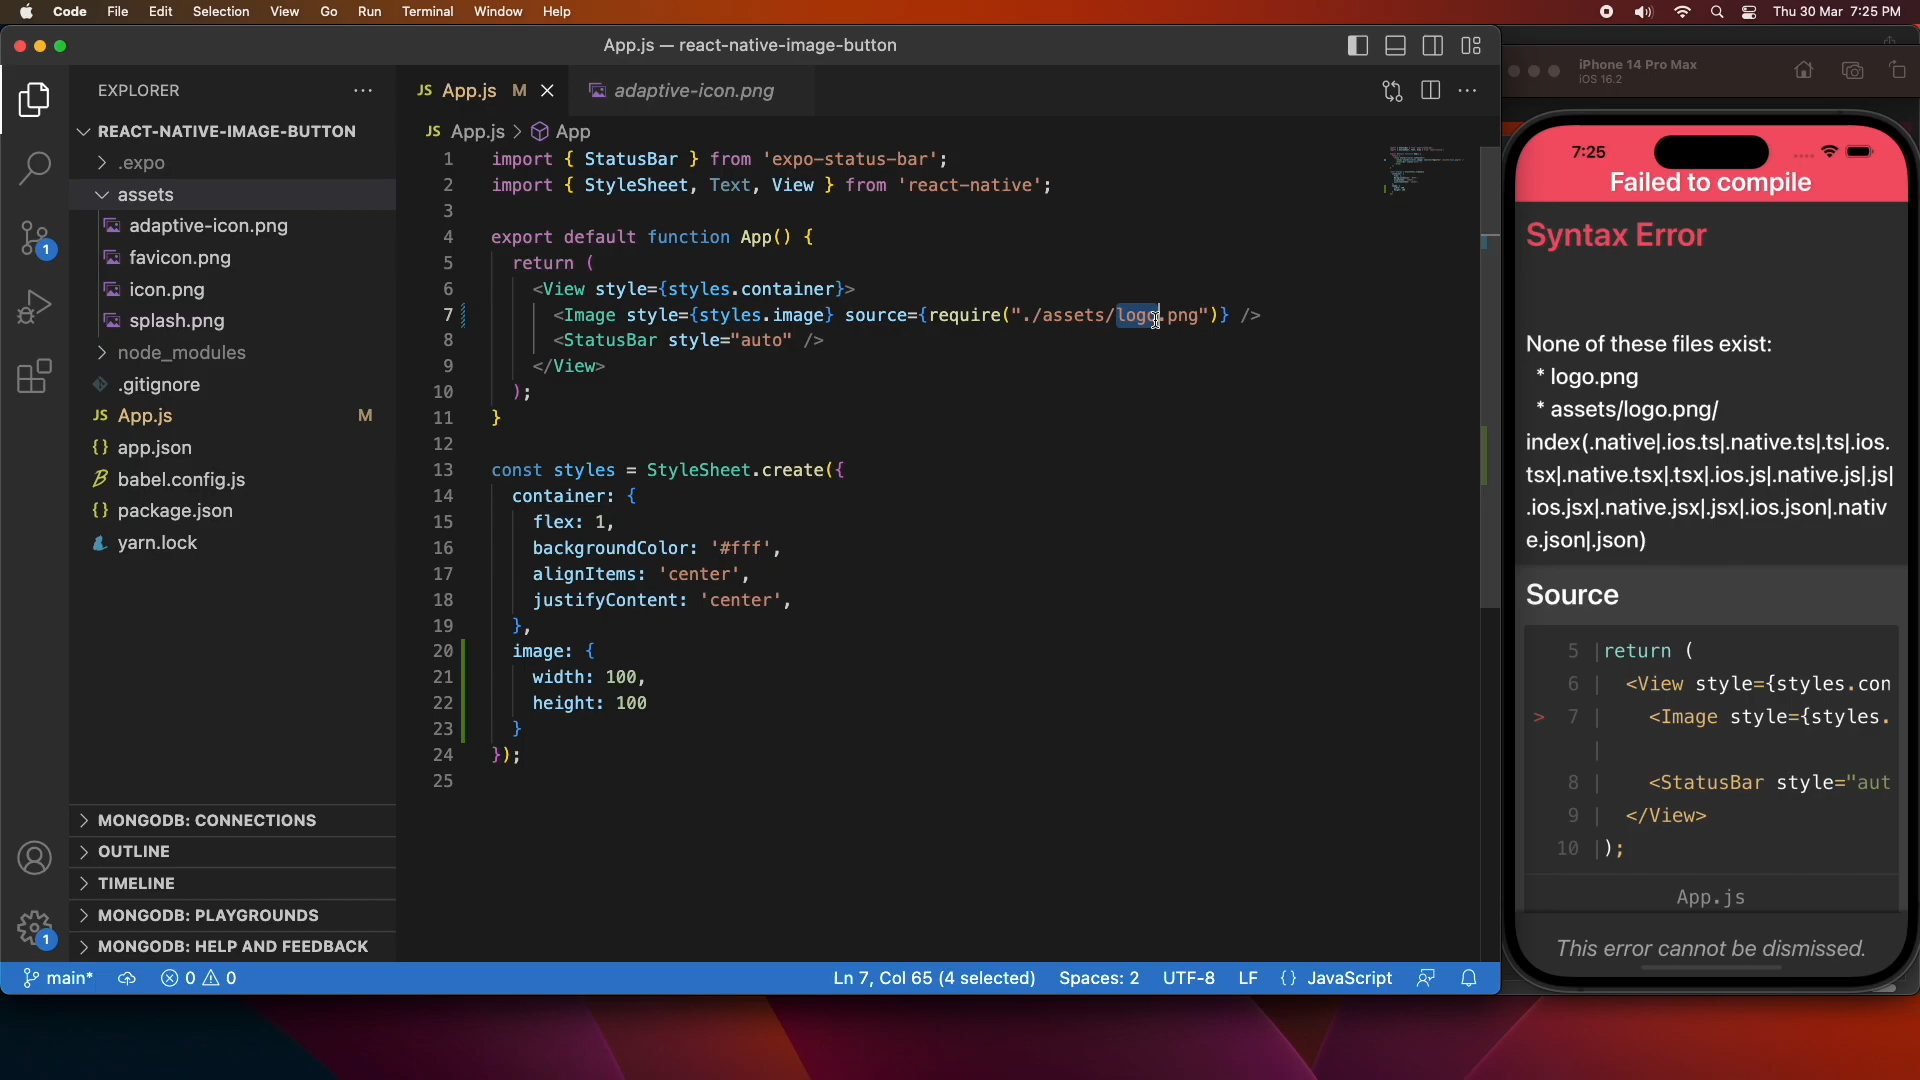 Code File Edit Selection View Go Run Terminal Window Help Thu 30 Mar 7:25 PM
App.js — react-native-image-button
EXPLORER
REACT-NATIVE-IMAGE-BUTTON
.expo
assets
adaptive-icon.png
favicon.png
icon.png
splash.png
node_modules
.gitignore
JS App.js M
{} app.json
babel.config.js
{} package.json
yarn.lock
MONGODB: CONNECTIONS
OUTLINE
TIMELINE
MONGODB: PLAYGROUNDS
MONGODB: HELP AND FEEDBACK
1
1
JS App.js M adaptive-icon.png
JS App.js > App
1 import { StatusBar } from 'expo-status-bar';
2 import { StyleSheet, Text, View } from 'react-native';
3
4 export default function App() {
5 return (
6 <View style={styles.container}>
7 <Image style={styles.image} source={require("./assets/logo.png")} />
8 <StatusBar style="auto" />
9 </View>
10 );
11 }
12
13 const styles = StyleSheet.create({
14 container: {
15 flex: 1,
16 backgroundColor: '#fff',
17 alignItems: 'center',
18 justifyContent: 'center',
19 },
20 image: {
21 width: 100,
22 height: 100
23 }
24 });
25
main* 0 0 Ln 7, Col 65 (4 selected) Spaces: 2 UTF-8 LF {} JavaScript
iPhone 14 Pro Max
iOS 16.2
7:25
Failed to compile
Syntax Error
None of these files exist:
* logo.png
* assets/logo.png/
index(.native|.ios.ts|.native.ts|.ts|.ios.
tsx|.native.tsx|.tsx|.ios.js|.native.js|.js|
.ios.jsx|.native.jsx|.jsx|.ios.json|.nativ
e.json|.json)
Source
5 |return (
6 | <View style={styles.con
> 7 | <Image style={styles.
|
8 | <StatusBar style="aut
9 | </View>
10 |);
App.js
This error cannot be dismissed.